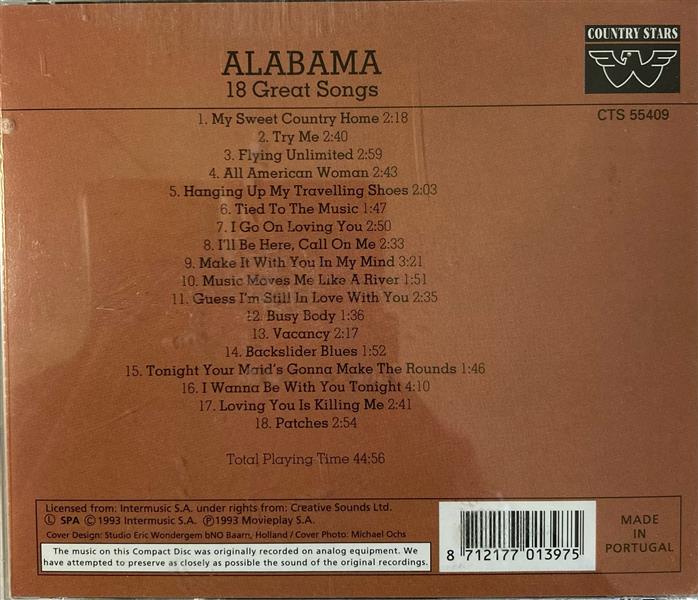 COUNTRY STARS
ALABAMA
18 Great Songs
CTS 55409
1. My Sweet Country Home 2:18
2. Try Me 2:40
3. Flying Unlimited 2:59
4. All American Woman 2:43
5. Hanging Up My Travelling Shoes 2:03
6. Tied To The Music 1:47
7. I Go On Loving You 2:50
8. I'll Be Here, Call On Me 2:33
9. Make It With You In My Mind 3:21
10. Music Moves Me Like A River 1:51
11. Guess I'm Still In Love With You 2:35
12. Busy Body 1:36
13. Vacancy 2:17
14. Backslider Blues 1:52
15. Tonight Your Maid's Gonna Make The Rounds 1:46
16. I Wanna Be With You Tonight 4:10
17. Loving You Is Killing Me 2:41
18. Patches 2:54
Total Playing Time 44:56
Licensed from: Intermusic S.A. under rights from: Creative Sounds Ltd.
Ⓛ SPA Ⓒ 1993 Intermusic S.A. Ⓟ 1993 Movieplay S.A.
Cover Design: Studio Eric Wondergem bNO Baarn, Holland / Cover Photo: Michael Ochs
The music on this Compact Disc was originally recorded on analog equipment. We
have attempted to preserve as closely as possible the sound of the original recordings.
8 712177 013975
MADE IN
PORTUGAL